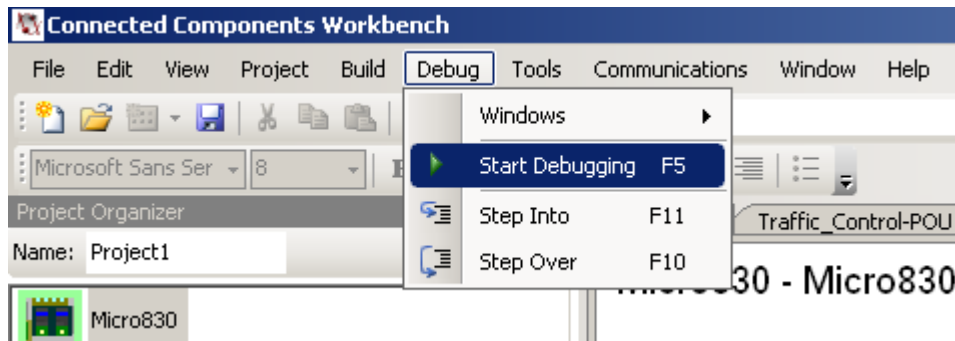 Connected Components Workbench
File Edit View Project Build Debug Tools Communications Window Help
Windows
Microsoft Sans Ser 8
Start Debugging F5
Project Organizer
Step Into F11
Traffic_Control-POU
Name: Project1
Step Over F10
30 - Micro830
Micro830